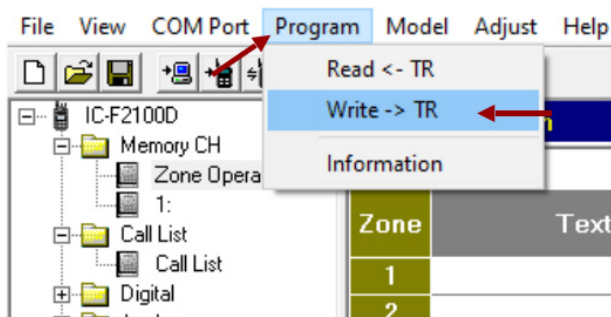 File View COM Port Program Model Adjust Help
Read <- TR
Write -> TR
Information
IC-F2100D
Memory CH
Zone Opera
1:
Call List
Call List
Digital
Zone Text
1
2